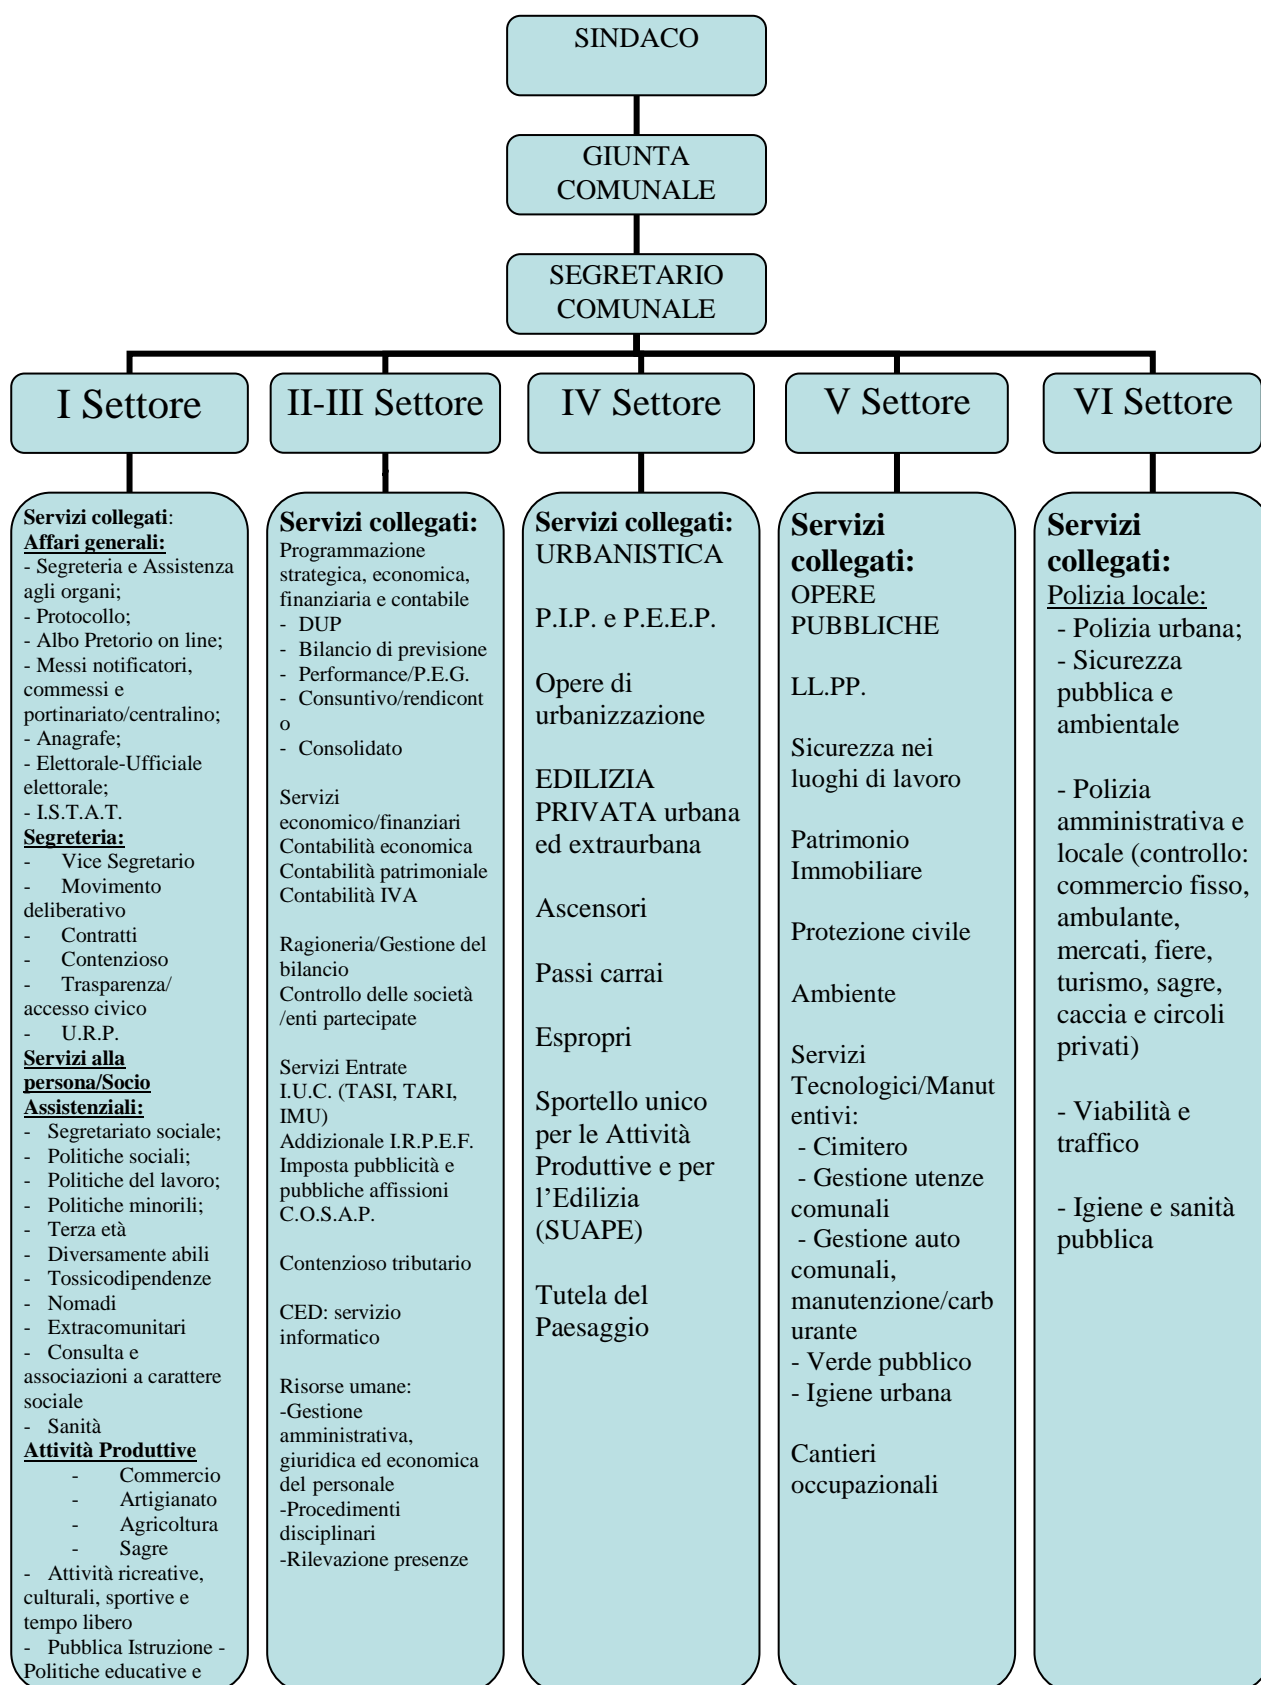 SINDACO
GIUNTA
COMUNALE
SEGRETARIO
COMUNALE
I Settore
II-III Settore
IV Settore
V Settore
VI Settore
Servizi collegati:
Affari generali:
- Segreteria e Assistenza
agli organi;
- Protocollo;
- Albo Pretorio on line;
- Messi notificatori,
commessi e
portinariato/centralino;
- Anagrafe;
- Elettorale-Ufficiale
elettorale;
- I.S.T.A.T.
Segreteria:
- Vice Segretario
- Movimento
deliberativo
- Contratti
- Contenzioso
- Trasparenza/
accesso civico
- U.R.P.
Servizi alla
persona/Socio
Assistenziali:
- Segretariato sociale;
- Politiche sociali;
- Politiche del lavoro;
- Politiche minorili;
- Terza età
- Diversamente abili
- Tossicodipendenze
- Nomadi
- Extracomunitari
- Consulta e
associazioni a carattere
sociale
- Sanità
Attività Produttive
- Commercio
- Artigianato
- Agricoltura
- Sagre
- Attività ricreative,
culturali, sportive e
tempo libero
- Pubblica Istruzione -
Politiche educative e
Servizi collegati:
Programmazione
strategica, economica,
finanziaria e contabile
- DUP
- Bilancio di previsione
- Performance/P.E.G.
- Consuntivo/rendicont
o
- Consolidato
Servizi
economico/finanziari
Contabilità economica
Contabilità patrimoniale
Contabilità IVA
Ragioneria/Gestione del
bilancio
Controllo delle società
/enti partecipate
Servizi Entrate
I.U.C. (TASI, TARI,
IMU)
Addizionale I.R.P.E.F.
Imposta pubblicità e
pubbliche affissioni
C.O.S.A.P.
Contenzioso tributario
CED: servizio
informatico
Risorse umane:
-Gestione
amministrativa,
giuridica ed economica
del personale
-Procedimenti
disciplinari
-Rilevazione presenze
Servizi collegati:
URBANISTICA
P.I.P. e P.E.E.P.
Opere di
urbanizzazione
EDILIZIA
PRIVATA urbana
ed extraurbana
Ascensori
Passi carrai
Espropri
Sportello unico
per le Attività
Produttive e per
l’Edilizia
(SUAPE)
Tutela del
Paesaggio
Servizi
collegati:
OPERE
PUBBLICHE
LL.PP.
Sicurezza nei
luoghi di lavoro
Patrimonio
Immobiliare
Protezione civile
Ambiente
Servizi
Tecnologici/Manut
entivi:
- Cimitero
- Gestione utenze
comunali
- Gestione auto
comunali,
manutenzione/carb
urante
- Verde pubblico
- Igiene urbana
Cantieri
occupazionali
Servizi
collegati:
Polizia locale:
- Polizia urbana;
- Sicurezza
pubblica e
ambientale
- Polizia
amministrativa e
locale (controllo:
commercio fisso,
ambulante,
mercati, fiere,
turismo, sagre,
caccia e circoli
privati)
- Viabilità e
traffico
- Igiene e sanità
pubblica